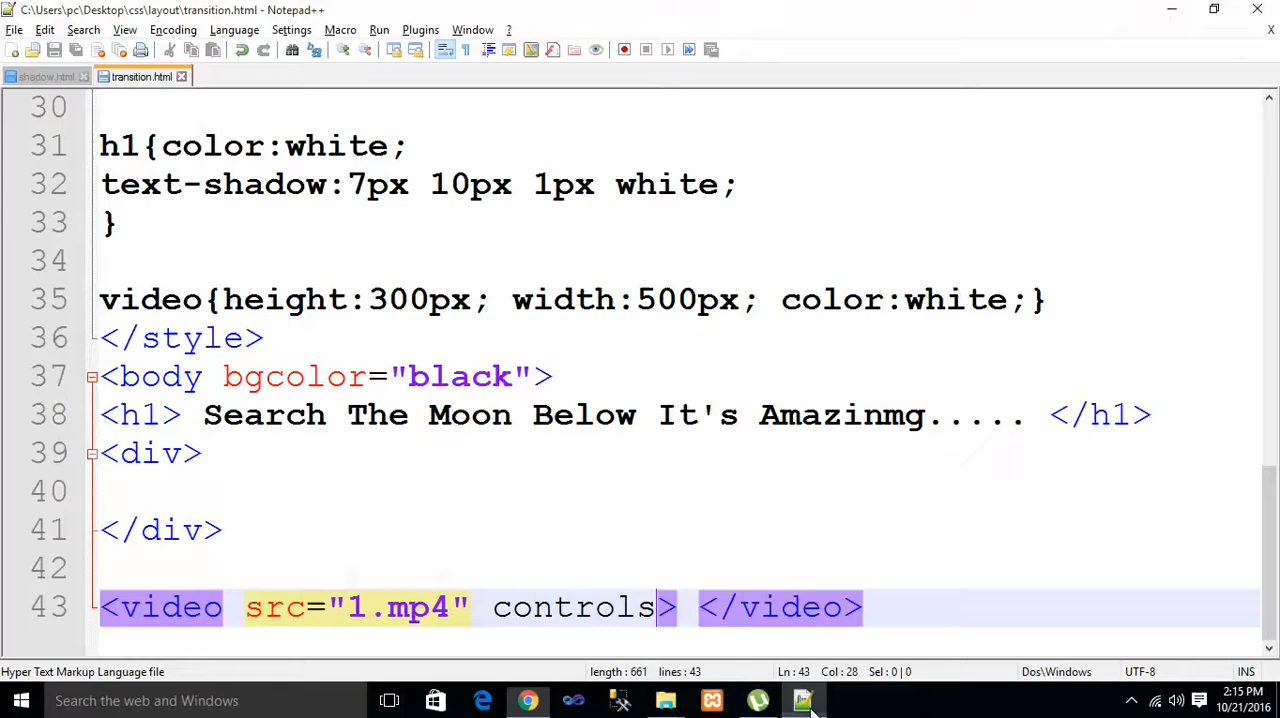 C:\Users\pc\Desktop\css\layout\transition.html - Notepad++
File Edit Search View Encoding Language Settings Macro Run Plugins Window ? X
shadow.html transition.html
30
31 h1{color:white;
32 text-shadow:7px 10px 1px white;
33 }
34
35 video{height:300px; width:500px; color:white;}
36 </style>
37 <body bgcolor="black">
38 <h1> Search The Moon Below It's Amazinmg..... </h1>
39 <div>
40
41 </div>
42
43 <video src="1.mp4" controls> </video>
Hyper Text Markup Language file length : 661 lines : 43 Ln : 43 Col : 28 Sel : 0 | 0 Dos\Windows UTF-8 INS
Search the web and Windows 2:15 PM
10/21/2016